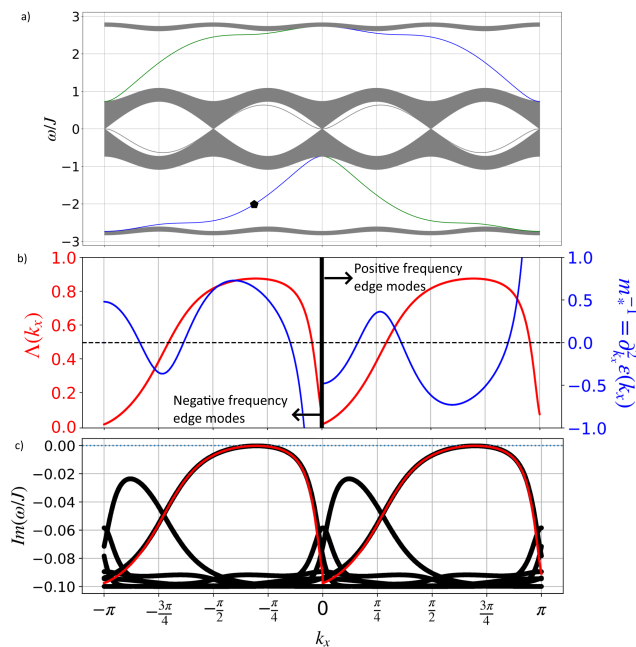 a)
ω/J
3
2
1
0
−1
−2
−3
b)
Λ(kₓ)
1.0
0.8
0.6
0.4
0.2
0.0
Positive frequency
edge modes
Negative frequency
edge modes
1.0
0.5
0.0
−0.5
−1.0
m⁻¹∗ = ∂²ₖₓ ε(kₓ)
c)
Im(ω/J)
0.00
−0.02
−0.04
−0.06
−0.08
−0.10
−π −3π/4 −π/2 −π/4 0 π/4 π/2 3π/4 π
kₓ